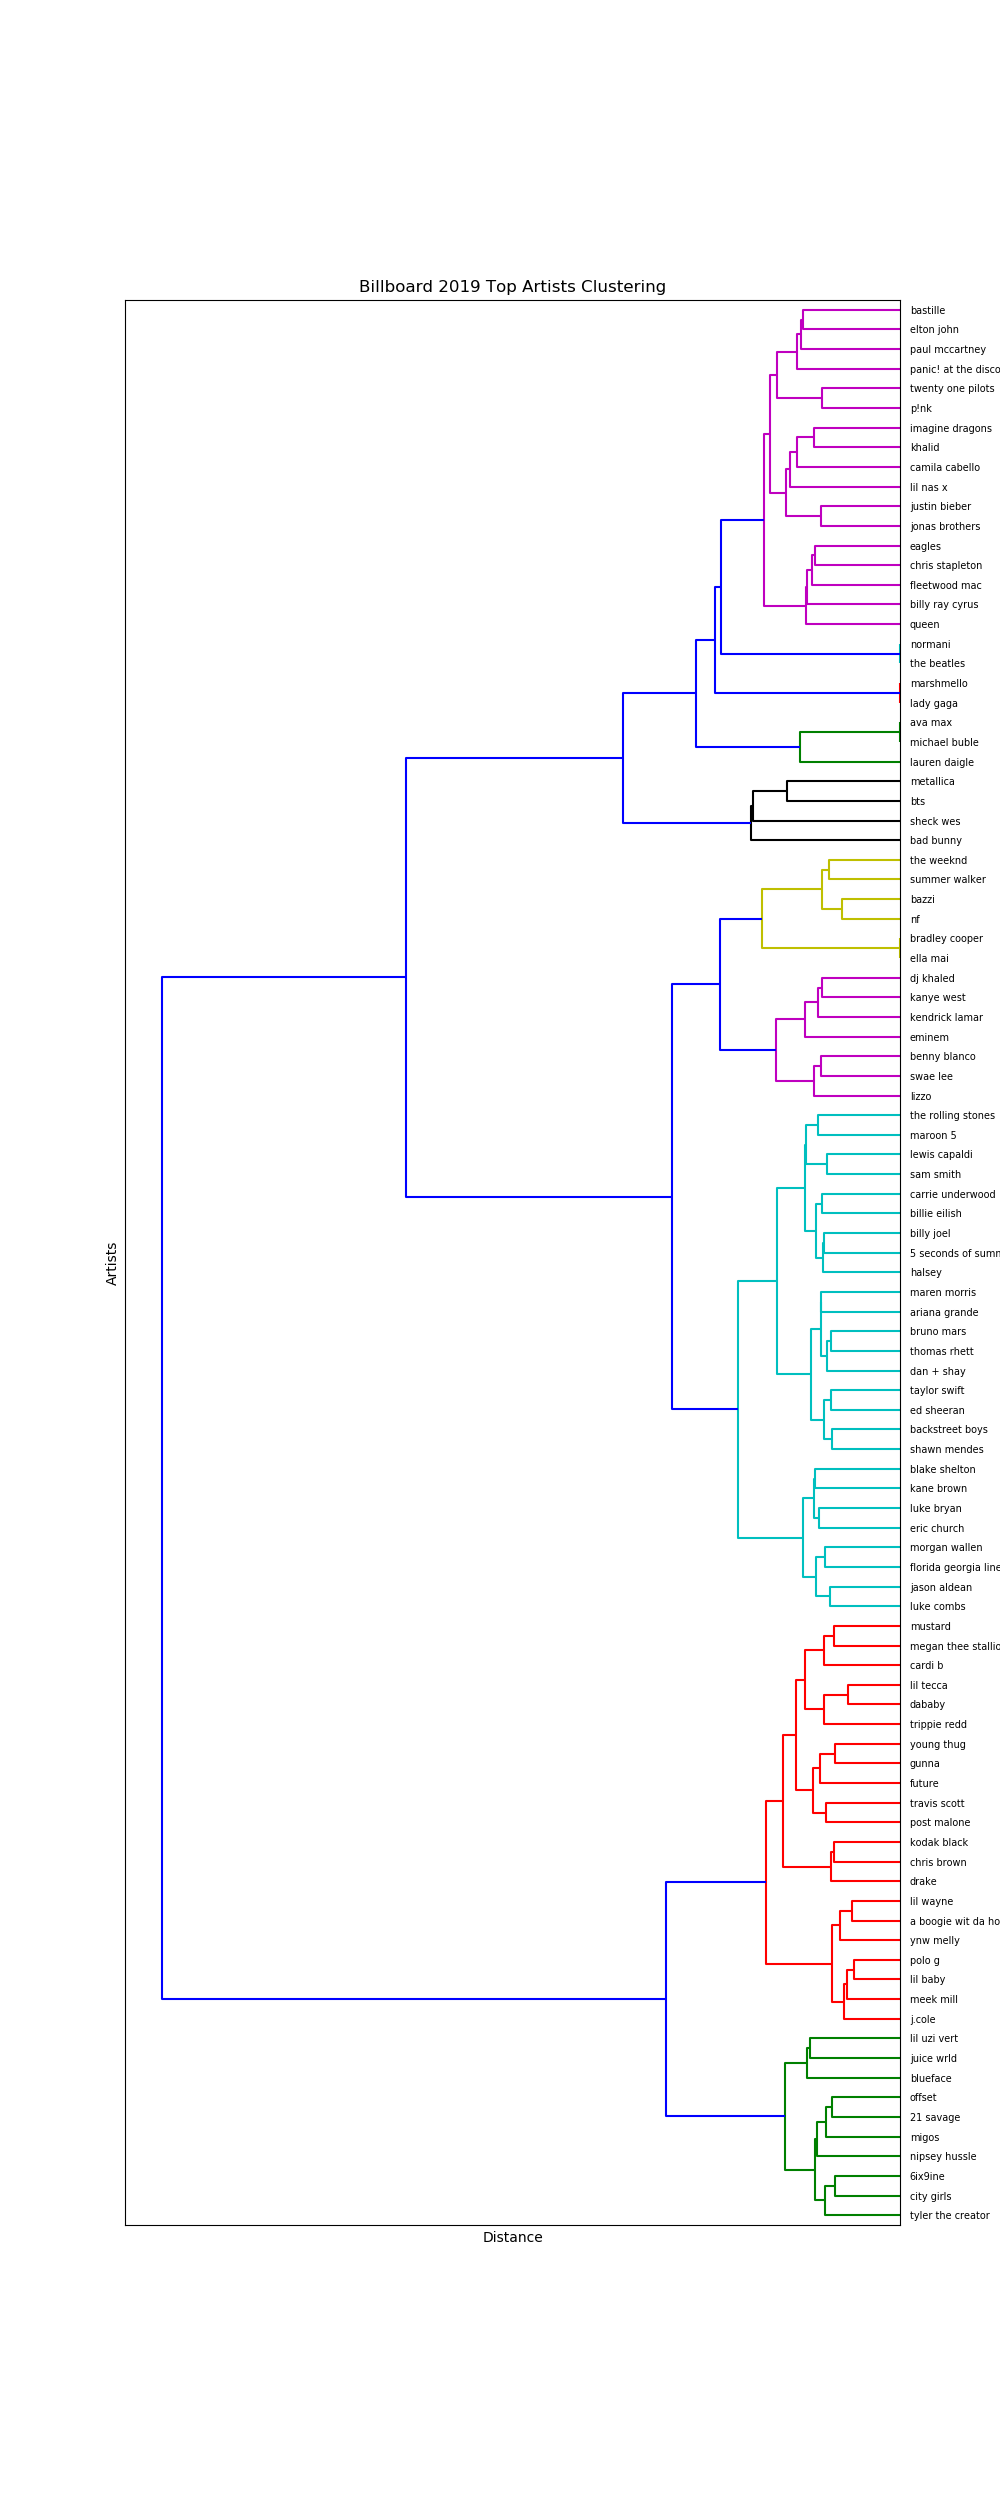 Billboard 2019 Top Artists Clustering
bastille
elton john
paul mccartney
panic! at the disco
twenty one pilots
p!nk
imagine dragons
khalid
camila cabello
lil nas x
justin bieber
jonas brothers
eagles
chris stapleton
fleetwood mac
billy ray cyrus
queen
normani
the beatles
marshmello
lady gaga
ava max
michael buble
lauren daigle
metallica
bts
sheck wes
bad bunny
the weeknd
summer walker
bazzi
nf
bradley cooper
ella mai
dj khaled
kanye west
kendrick lamar
eminem
benny blanco
swae lee
lizzo
the rolling stones
maroon 5
lewis capaldi
sam smith
carrie underwood
billie eilish
billy joel
5 seconds of sumn
halsey
maren morris
ariana grande
bruno mars
thomas rhett
dan + shay
taylor swift
ed sheeran
backstreet boys
shawn mendes
blake shelton
kane brown
luke bryan
eric church
morgan wallen
florida georgia line
jason aldean
luke combs
mustard
megan thee stallio
cardi b
lil tecca
dababy
trippie redd
young thug
gunna
future
travis scott
post malone
kodak black
chris brown
drake
lil wayne
a boogie wit da ho
ynw melly
polo g
lil baby
meek mill
j.cole
lil uzi vert
juice wrld
blueface
offset
21 savage
migos
nipsey hussle
6ix9ine
city girls
tyler the creator
Artists
Distance